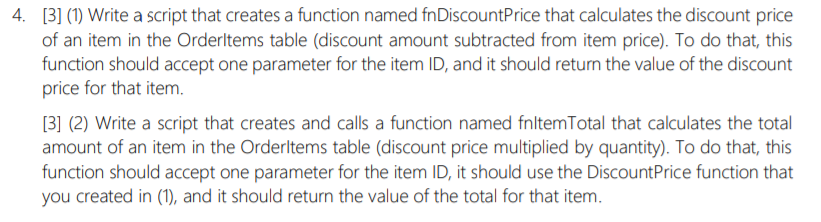 4. [3] (1) Write a script that creates a function named fnDiscountPrice that calculates the discount price
of an item in the OrderItems table (discount amount subtracted from item price). To do that, this
function should accept one parameter for the item ID, and it should return the value of the discount
price for that item.
[3] (2) Write a script that creates and calls a function named fnItemTotal that calculates the total
amount of an item in the OrderItems table (discount price multiplied by quantity). To do that, this
function should accept one parameter for the item ID, it should use the DiscountPrice function that
you created in (1), and it should return the value of the total for that item.